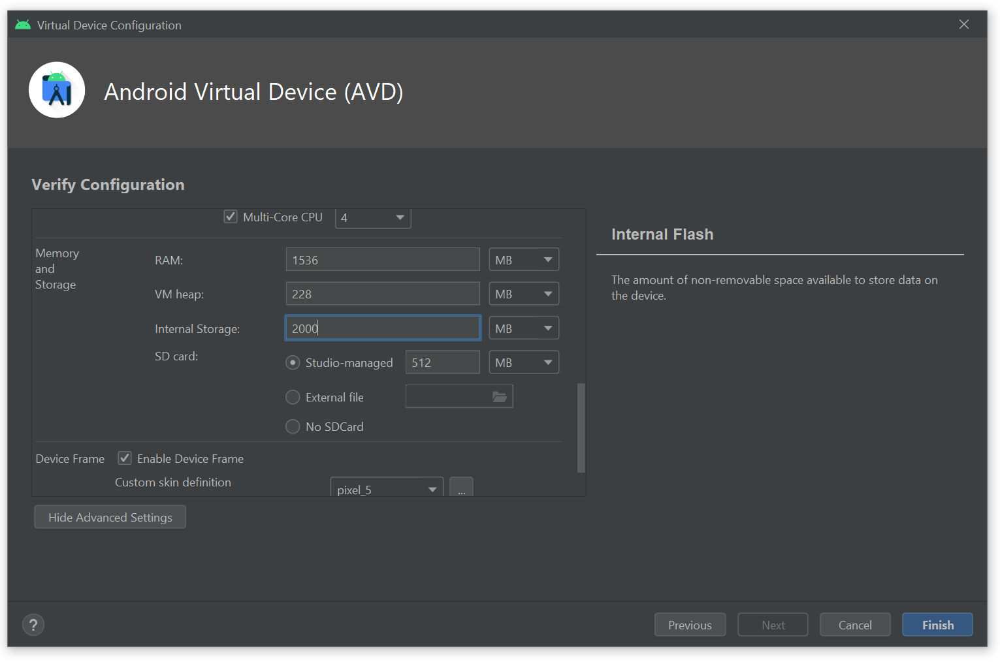 Virtual Device Configuration
Android Virtual Device (AVD)
Verify Configuration
Multi-Core CPU 4
Memory
and
Storage
RAM: 1536 MB
VM heap: 228 MB
Internal Storage: 2000 MB
SD card:
Studio-managed 512 MB
External file
No SDCard
Device Frame Enable Device Frame
Custom skin definition
pixel_5 ...
Hide Advanced Settings
Internal Flash
The amount of non-removable space available to store data on
the device.
?
Previous Next Cancel Finish